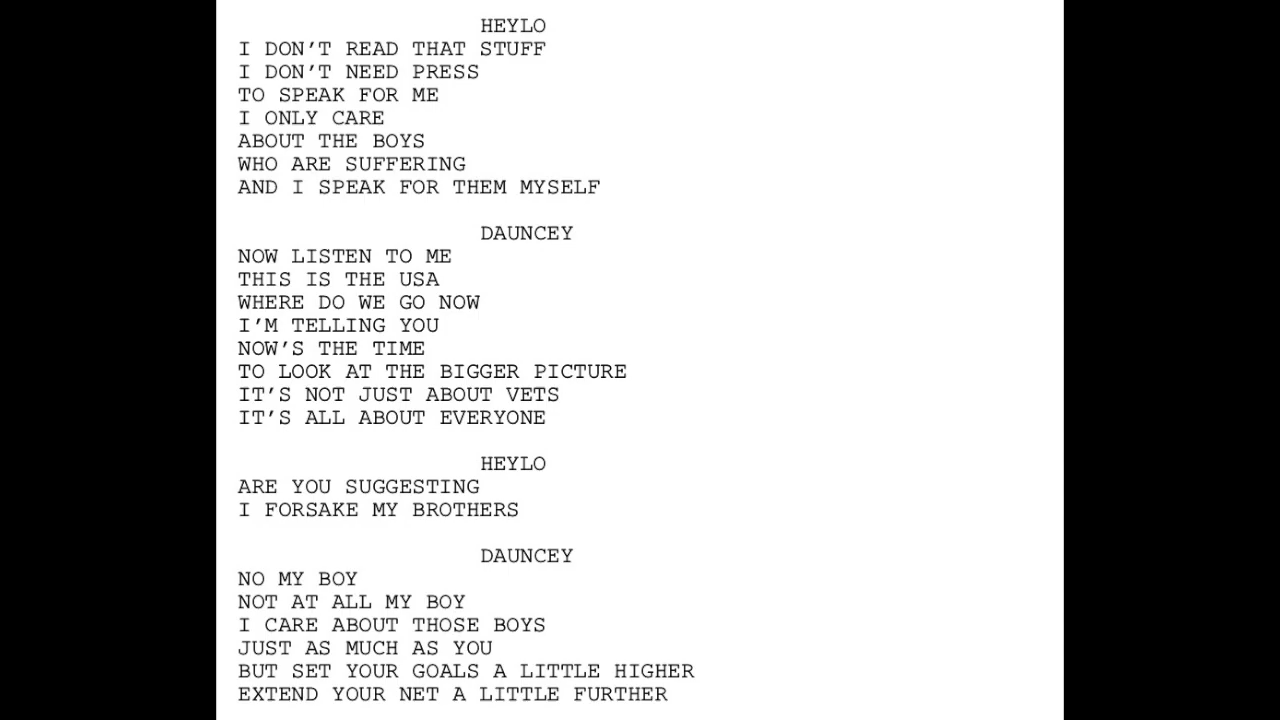 HEYLO
I DON’T READ THAT STUFF
I DON’T NEED PRESS
TO SPEAK FOR ME
I ONLY CARE
ABOUT THE BOYS
WHO ARE SUFFERING
AND I SPEAK FOR THEM MYSELF
DAUNCEY
NOW LISTEN TO ME
THIS IS THE USA
WHERE DO WE GO NOW
I’M TELLING YOU
NOW’S THE TIME
TO LOOK AT THE BIGGER PICTURE
IT’S NOT JUST ABOUT VETS
IT’S ALL ABOUT EVERYONE
HEYLO
ARE YOU SUGGESTING
I FORSAKE MY BROTHERS
DAUNCEY
NO MY BOY
NOT AT ALL MY BOY
I CARE ABOUT THOSE BOYS
JUST AS MUCH AS YOU
BUT SET YOUR GOALS A LITTLE HIGHER
EXTEND YOUR NET A LITTLE FURTHER